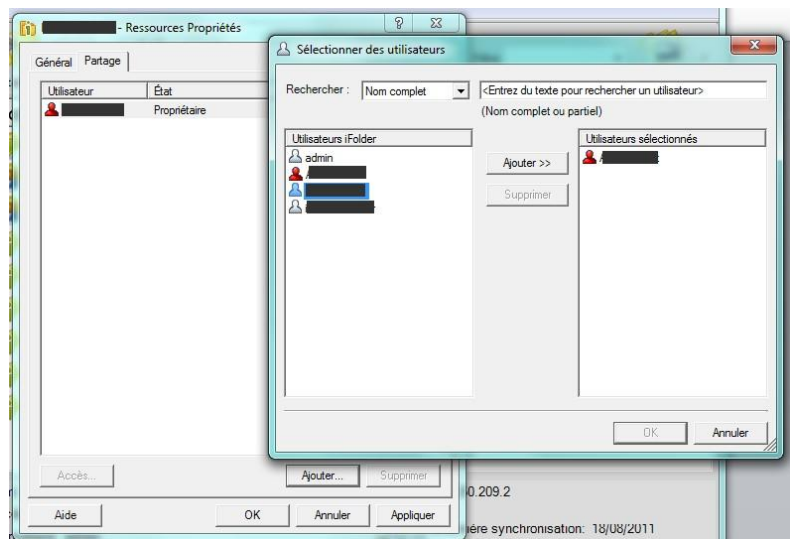 - Ressources Propriétés
Général Partage
Utilisateur État
Propriétaire
Accès... Ajouter... Supprimer
Aide OK Annuler Appliquer
Sélectionner des utilisateurs
Rechercher : Nom complet <Entrez du texte pour rechercher un utilisateur>
(Nom complet ou partiel)
Utilisateurs iFolder
admin
Ajouter >>
Supprimer
Utilisateurs sélectionnés
OK Annuler
0.209.2
ère synchronisation: 18/08/2011